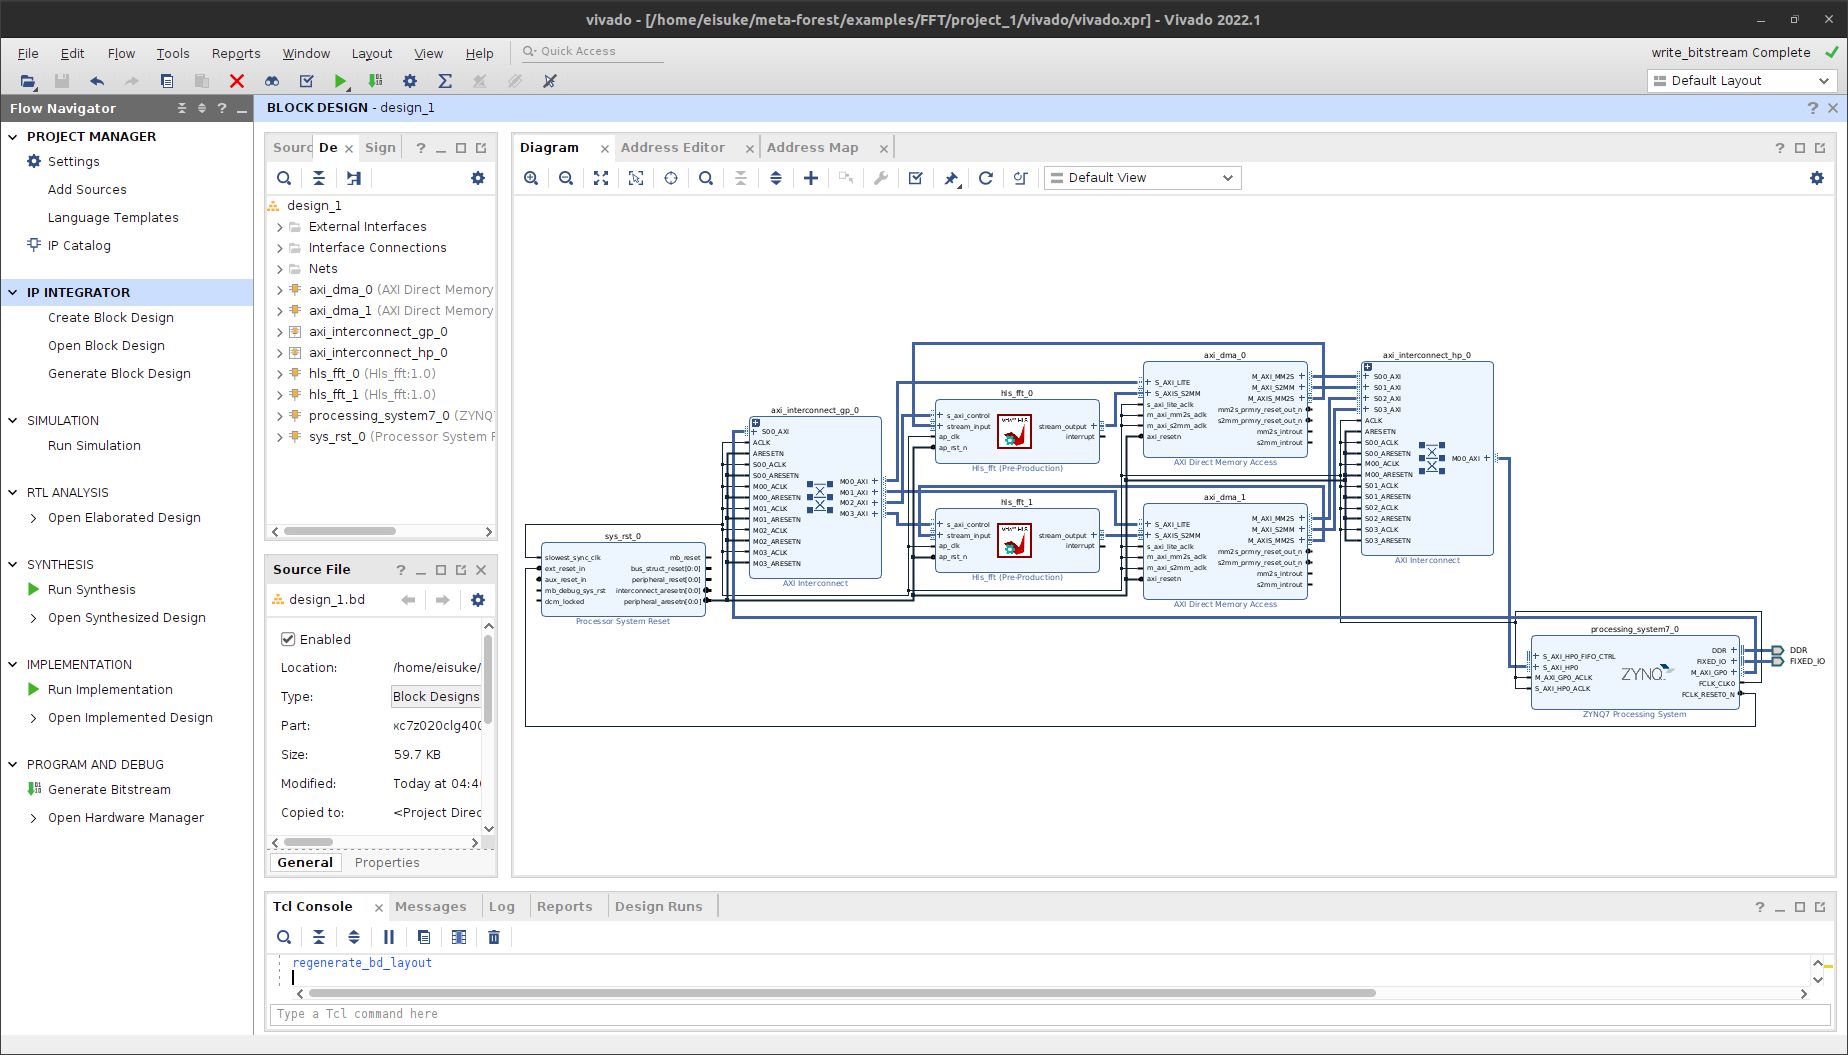 vivado - [/home/eisuke/meta-forest/examples/FFT/project_1/vivado/vivado.xpr] - Vivado 2022.1
File Edit Flow Tools Reports Window Layout View Help Quick Access
write_bitstream Complete
Default Layout
Flow Navigator
PROJECT MANAGER
Settings
Add Sources
Language Templates
IP Catalog
IP INTEGRATOR
Create Block Design
Open Block Design
Generate Block Design
SIMULATION
Run Simulation
RTL ANALYSIS
Open Elaborated Design
SYNTHESIS
Run Synthesis
Open Synthesized Design
IMPLEMENTATION
Run Implementation
Open Implemented Design
PROGRAM AND DEBUG
Generate Bitstream
Open Hardware Manager
BLOCK DESIGN - design_1
Sourc De Sign
design_1
External Interfaces
Interface Connections
Nets
axi_dma_0 (AXI Direct Memory
axi_dma_1 (AXI Direct Memory
axi_interconnect_gp_0
axi_interconnect_hp_0
hls_fft_0 (Hls_fft:1.0)
hls_fft_1 (Hls_fft:1.0)
processing_system7_0 (ZYNQ
sys_rst_0 (Processor System R
Source File
design_1.bd
Enabled
Location: /home/eisuke/
Type: Block Designs
Part: xc7z020clg400
Size: 59.7 KB
Modified: Today at 04:4
Copied to: <Project Direc
General Properties
Diagram Address Editor Address Map
Default View
sys_rst_0
slowest_sync_clk
ext_reset_in
aux_reset_in
mb_debug_sys_rst
dcm_locked
mb_reset
bus_struct_reset[0:0]
peripheral_reset[0:0]
interconnect_aresetn[0:0]
peripheral_aresetn[0:0]
Processor System Reset
axi_interconnect_gp_0
S00_AXI
ACLK
ARESETN
S00_ACLK
S00_ARESETN
M00_ACLK
M00_ARESETN
M01_ACLK
M01_ARESETN
M02_ACLK
M02_ARESETN
M03_ACLK
M03_ARESETN
M00_AXI
M01_AXI
M02_AXI
M03_AXI
AXI Interconnect
hls_fft_0
s_axi_control
stream_input
ap_clk
ap_rst_n
stream_output
interrupt
Hls_fft (Pre-Production)
hls_fft_1
s_axi_control
stream_input
ap_clk
ap_rst_n
stream_output
interrupt
Hls_fft (Pre-Production)
axi_dma_0
S_AXI_LITE
S_AXIS_S2MM
s_axi_lite_aclk
m_axi_mm2s_aclk
m_axi_s2mm_aclk
axi_resetn
M_AXI_MM2S
M_AXI_S2MM
M_AXIS_MM2S
mm2s_prmry_reset_out_n
s2mm_prmry_reset_out_n
mm2s_introut
s2mm_introut
AXI Direct Memory Access
axi_dma_1
S_AXI_LITE
S_AXIS_S2MM
s_axi_lite_aclk
m_axi_mm2s_aclk
m_axi_s2mm_aclk
axi_resetn
M_AXI_MM2S
M_AXI_S2MM
M_AXIS_MM2S
mm2s_prmry_reset_out_n
s2mm_prmry_reset_out_n
mm2s_introut
s2mm_introut
AXI Direct Memory Access
axi_interconnect_hp_0
S00_AXI
S01_AXI
S02_AXI
S03_AXI
ACLK
ARESETN
S00_ACLK
S00_ARESETN
M00_ACLK
M00_ARESETN
S01_ACLK
S01_ARESETN
S02_ACLK
S02_ARESETN
S03_ACLK
S03_ARESETN
M00_AXI
AXI Interconnect
processing_system7_0
S_AXI_HP0_FIFO_CTRL
S_AXI_HP0
M_AXI_GP0_ACLK
S_AXI_HP0_ACLK
ZYNQ
DDR
FIXED_IO
M_AXI_GP0
FCLK_CLK0
FCLK_RESET0_N
ZYNQ7 Processing System
DDR
FIXED_IO
Tcl Console Messages Log Reports Design Runs
regenerate_bd_layout
Type a Tcl command here